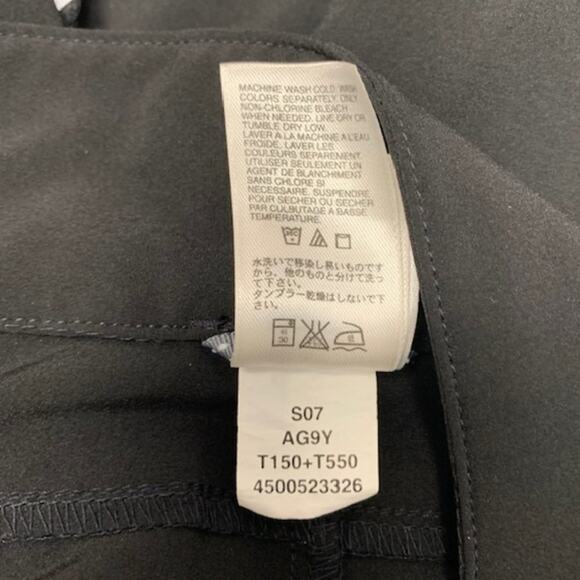 MACHINE WASH COLD. WASH
COLORS SEPARATELY. ONLY
NON-CHLORINE BLEACH
WHEN NEEDED. LINE DRY OR
TUMBLE DRY LOW.
LAVER A LA MACHINE A L'EAU
FROIDE. LAVER LES
COULEURS SEPAREMENT.
UTILISER SEULEMENT UN
AGENT DE BLANCHIMENT
SANS CHLORE SI
NECESSAIRE. SUSPENDRE
POUR SECHER OU SECHER
PAR CULBUTAGE A BASSE
TEMPERATURE.
水洗いで移染し易いものです
から、他のものと分けて洗っ
て下さい。
タンブラー乾燥はしないで下
さい。
30
S07
AG9Y
T150+T550
4500523326